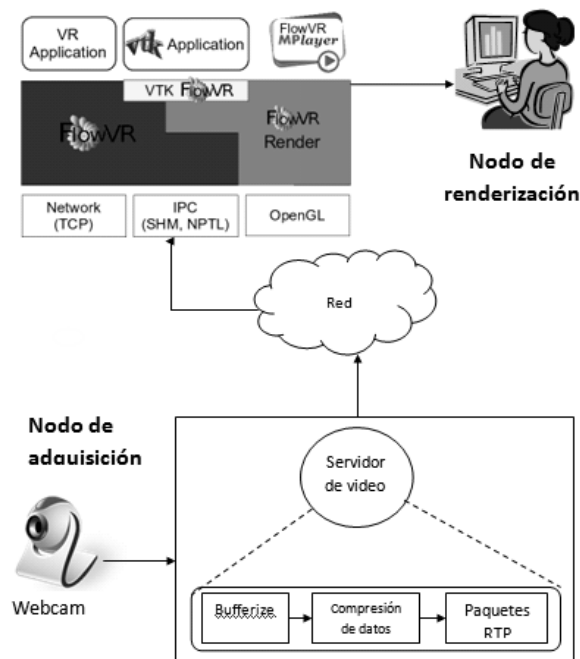 VR
Application
vtk Application
FlowVR
MPlayer
VTK FlowVR
FlowVR
FlowVR
Render
Network
(TCP)
IPC
(SHM, NPTL)
OpenGL
Nodo de
renderización
Red
Nodo de
adquisición
Webcam
Servidor
de video
Bufferize
Compresión
de datos
Paquetes
RTP